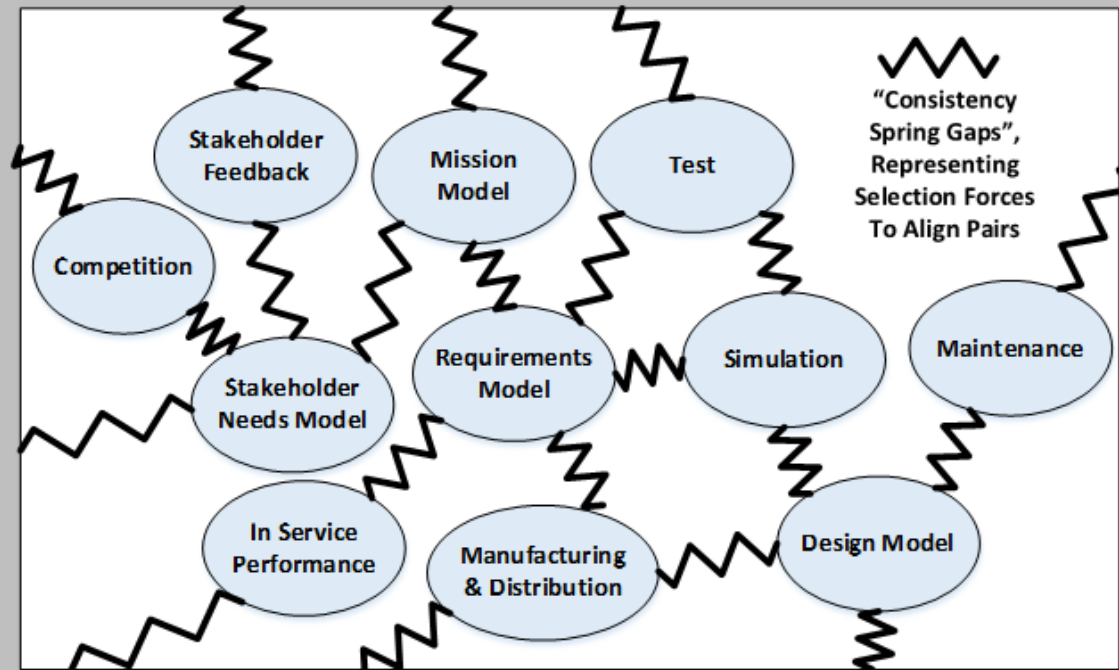 Stakeholder
Feedback
Mission
Model
Test
“Consistency
Spring Gaps”,
Representing
Selection Forces
To Align Pairs
Competition
Stakeholder
Needs Model
Requirements
Model
Simulation
Maintenance
In Service
Performance
Manufacturing
& Distribution
Design Model